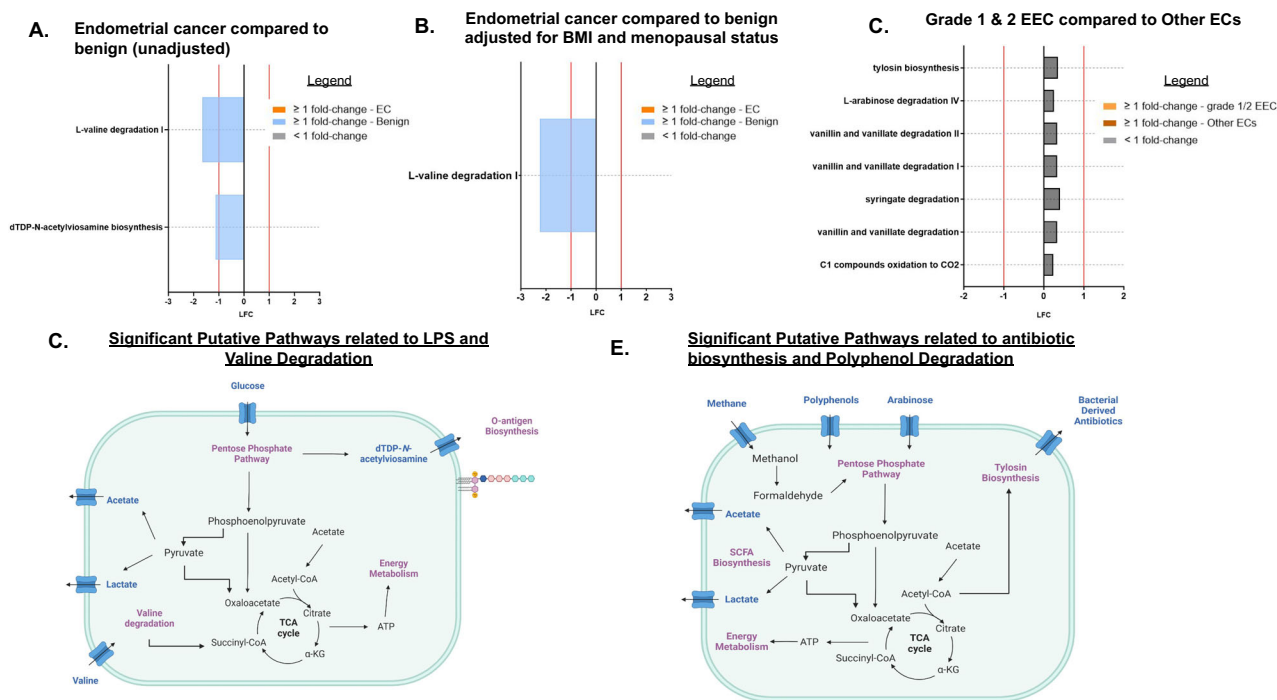 A. Endometrial cancer compared to
benign (unadjusted)
Legend
≥ 1 fold-change - EC
≥ 1 fold-change - Benign
< 1 fold-change
L-valine degradation I
dTDP-N-acetylviosamine biosynthesis
-3 -2 -1 0 1 2 3
LFC
B. Endometrial cancer compared to benign
adjusted for BMI and menopausal status
Legend
≥ 1 fold-change - EC
≥ 1 fold-change - Benign
< 1 fold-change
L-valine degradation I
-3 -2 -1 0 1 2 3
LFC
C. Grade 1 & 2 EEC compared to Other ECs
Legend
≥ 1 fold-change - grade 1/2 EEC
≥ 1 fold-change - Other ECs
< 1 fold-change
tylosin biosynthesis
L-arabinose degradation IV
vanillin and vanillate degradation II
vanillin and vanillate degradation I
syringate degradation
vanillin and vanillate degradation
C1 compounds oxidation to CO2
-2 -1 0 1 2
LFC
C. Significant Putative Pathways related to LPS and
Valine Degradation
Glucose
O-antigen
Biosynthesis
Pentose Phosphate
Pathway
dTDP-N-
acetylviosamine
Acetate
Phosphoenolpyruvate
Acetate
Pyruvate
Energy
Metabolism
Acetyl-CoA
Lactate
Oxaloacetate
Citrate
Valine
degradation
TCA
cycle
ATP
Succinyl-CoA
α-KG
Valine
E. Significant Putative Pathways related to antibiotic
biosynthesis and Polyphenol Degradation
Methane
Polyphenols
Arabinose
Bacterial
Derived
Antibiotics
Methanol
Pentose Phosphate
Pathway
Tylosin
Biosynthesis
Formaldehyde
Acetate
Phosphoenolpyruvate
SCFA
Biosynthesis
Acetate
Pyruvate
Acetyl-CoA
Lactate
Oxaloacetate
Citrate
Energy
Metabolism
ATP
TCA
cycle
Succinyl-CoA
α-KG